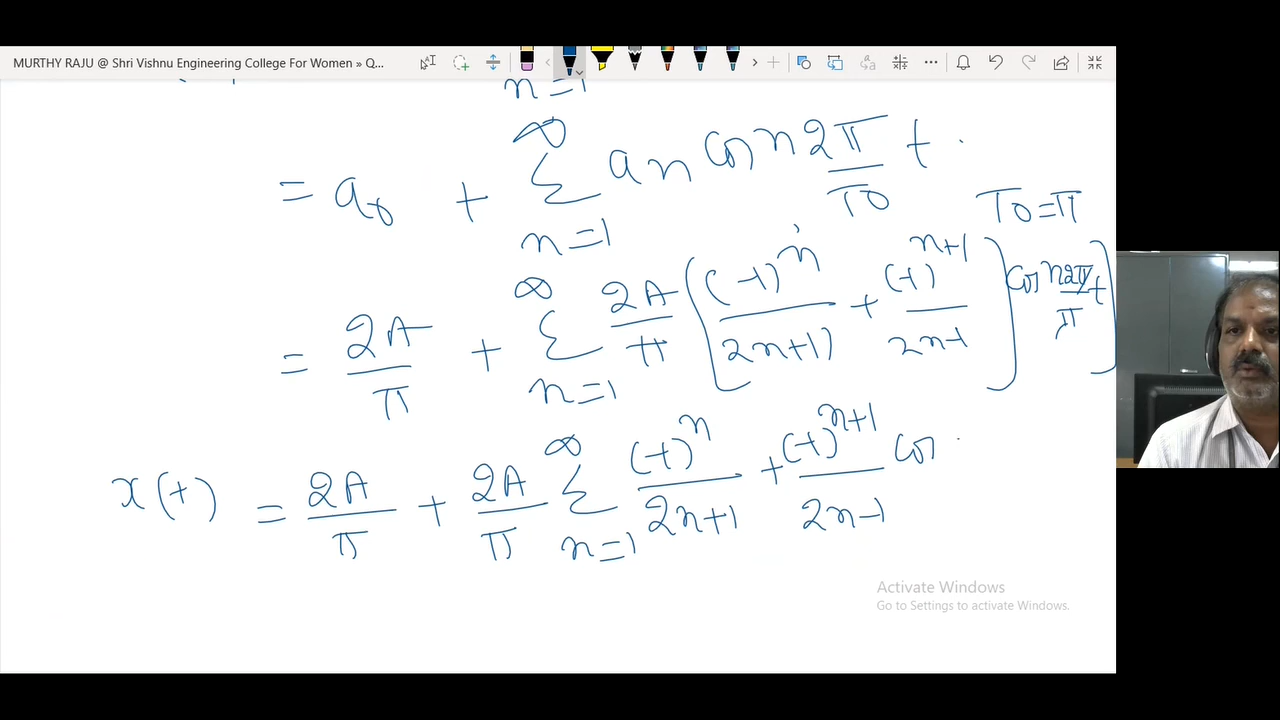 MURTHY RAJU @ Shri Vishnu Engineering College For Women » Q...
n=1
= a0 + ∞ Σ n=1 an cos n 2π/T0 t.
T0=π
= 2A/π + ∞ Σ n=1 2A/π [(-1)^n/(2n+1) + (-1)^(n+1)/(2n-1)] cos n2π/π t]
x(t) = 2A/π + 2A/π ∞ Σ n=1 (-1)^n/(2n+1) + (-1)^(n+1)/(2n-1) cos
Activate Windows
Go to Settings to activate Windows.